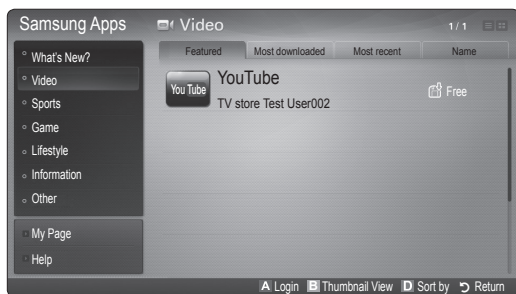 Samsung Apps
Video
1/1
What's New?
Video
Sports
Game
Lifestyle
Information
Other
My Page
Help
Featured
Most downloaded
Most recent
Name
You Tube
YouTube
TV store Test User002
Free
A Login B Thumbnail View D Sort by Return